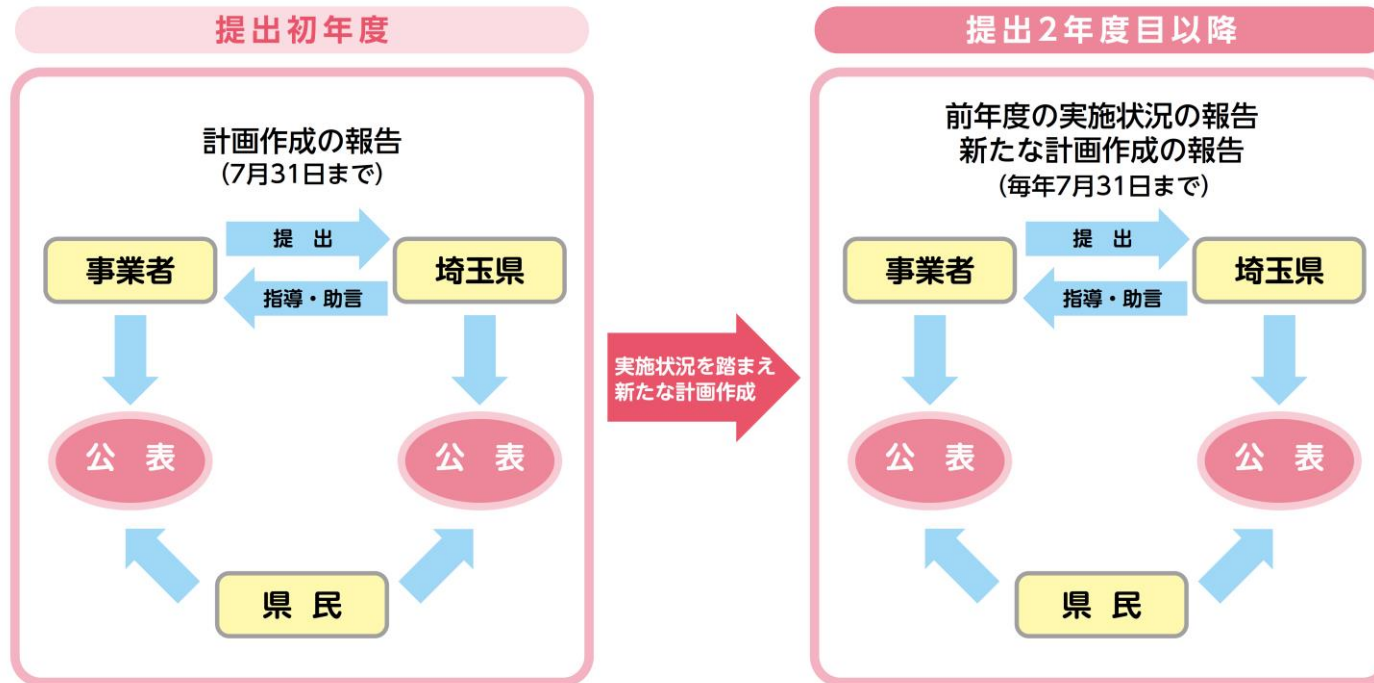 提出初年度
計画作成の報告
(7月31日まで)
事業者
提 出
指導・助言
埼玉県
公 表
公 表
県 民
実施状況を踏まえ
新たな計画作成
提出2年度目以降
前年度の実施状況の報告
新たな計画作成の報告
(毎年7月31日まで)
事業者
提 出
指導・助言
埼玉県
公 表
公 表
県 民